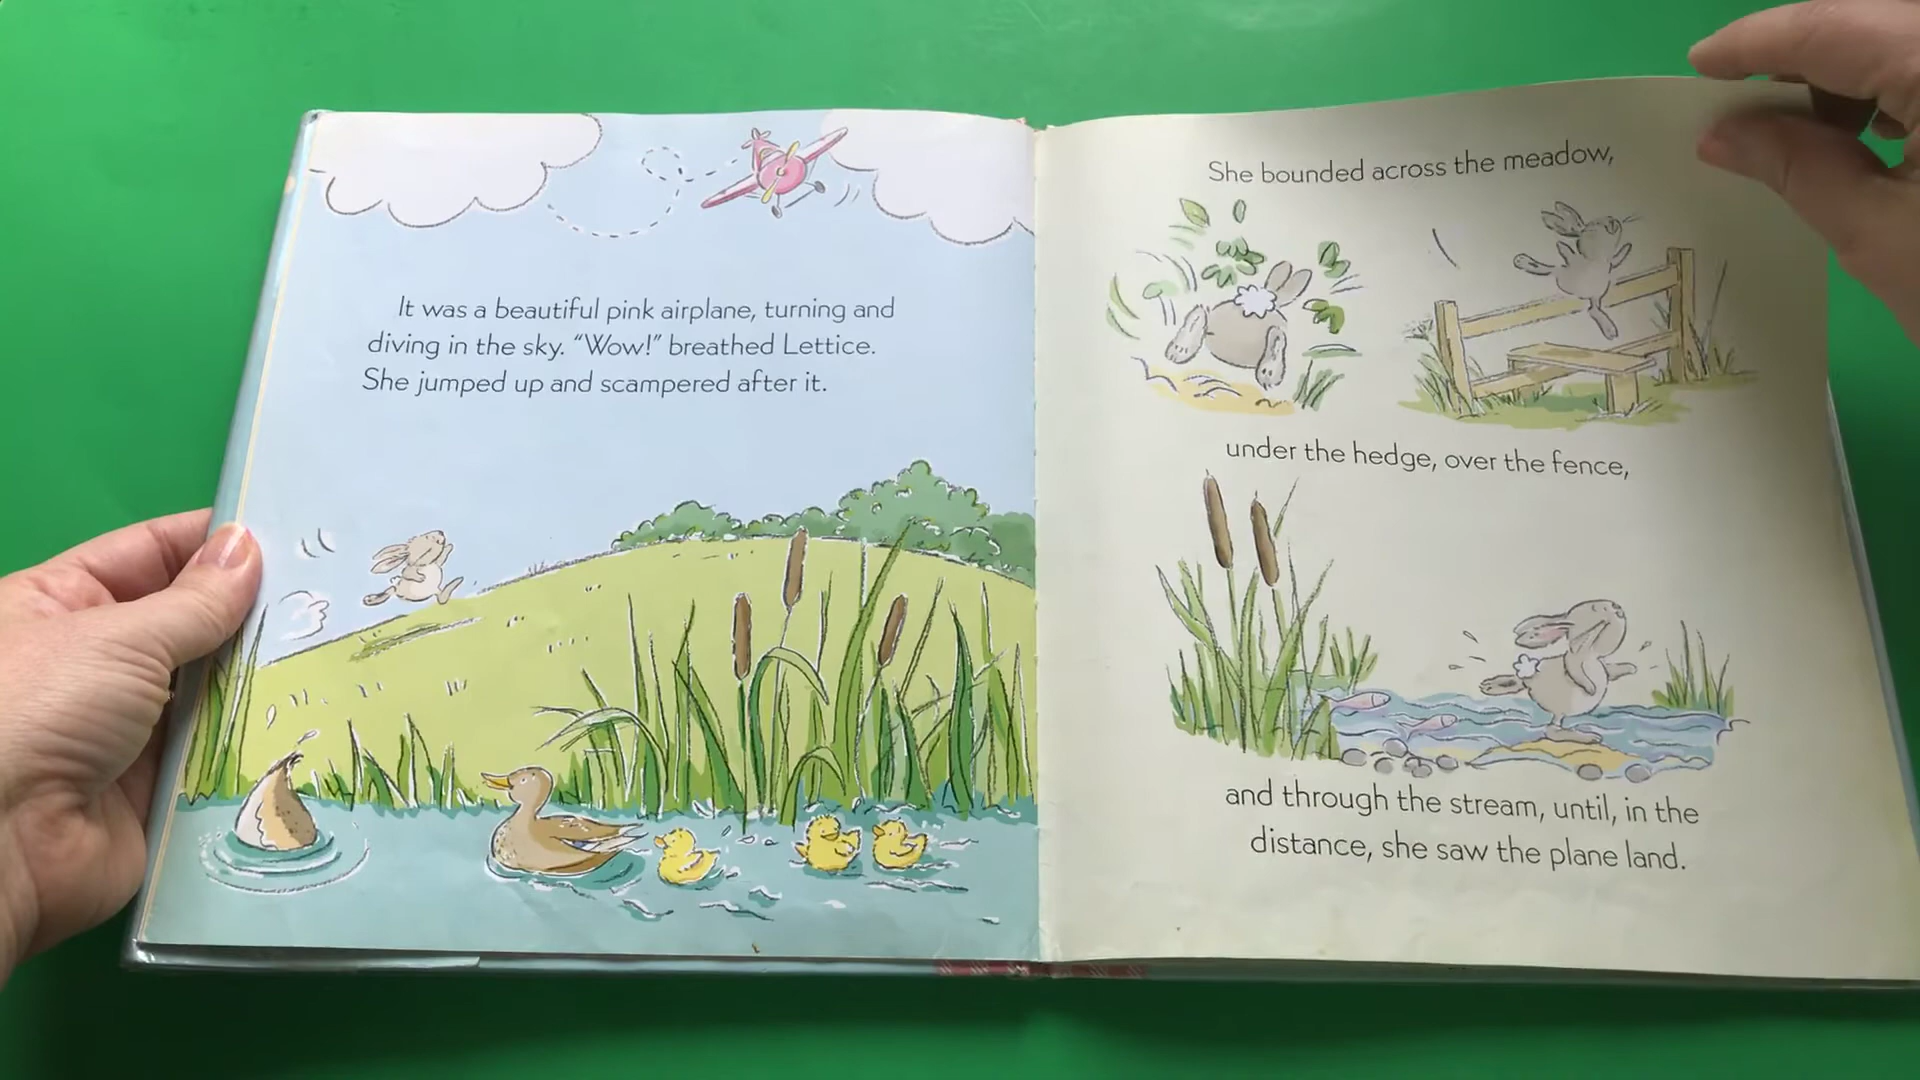 It was a beautiful pink airplane, turning and
diving in the sky. “Wow!” breathed Lettice.
She jumped up and scampered after it.
She bounded across the meadow,
under the hedge, over the fence,
and through the stream, until, in the
distance, she saw the plane land.